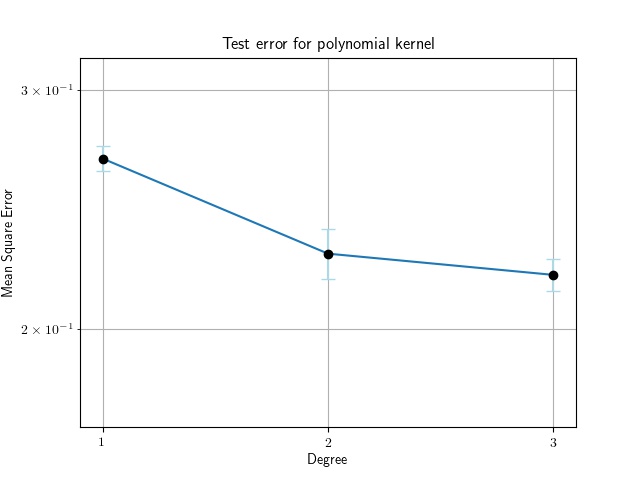 Test error for polynomial kernel
3 × 10⁻¹
Mean Square Error
2 × 10⁻¹
1 2 3
Degree